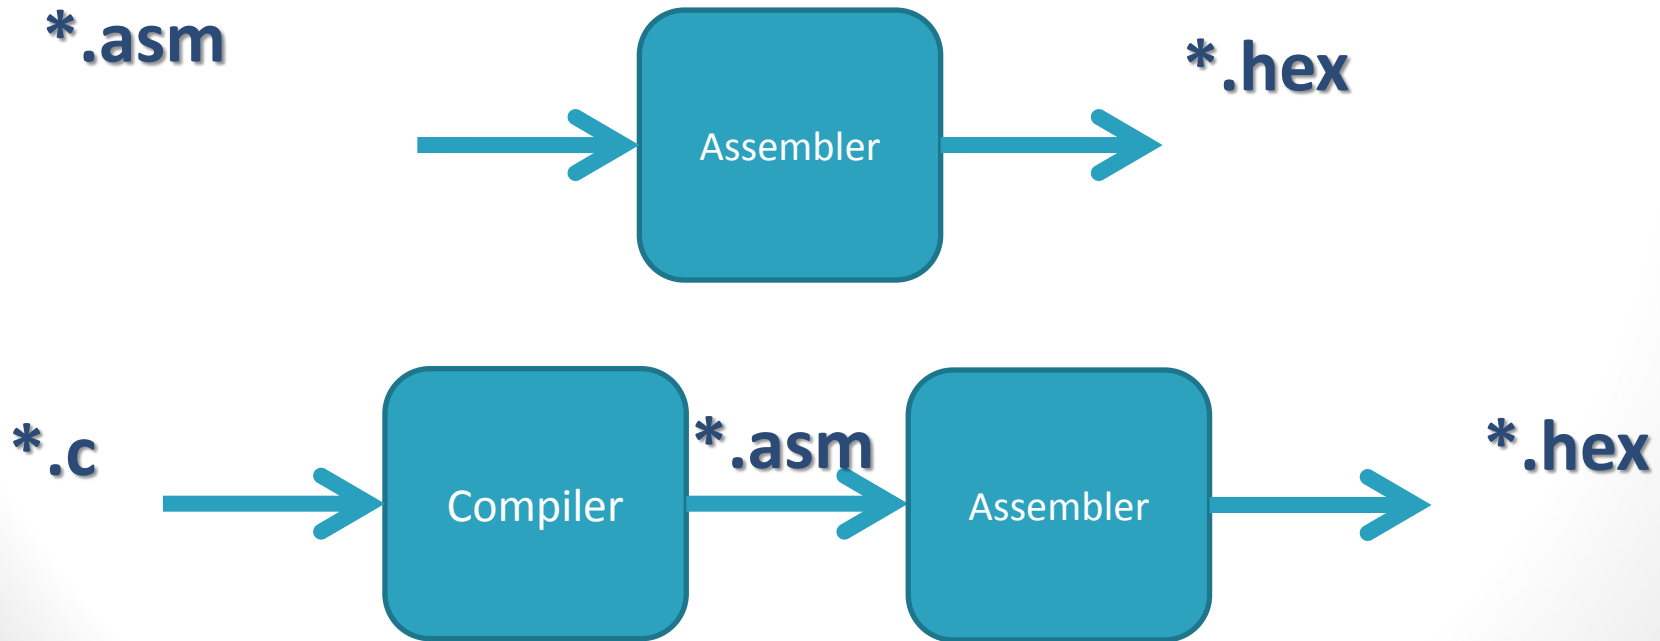 *.asm
*.hex
Assembler
*.c
*.asm
*.hex
Compiler
Assembler